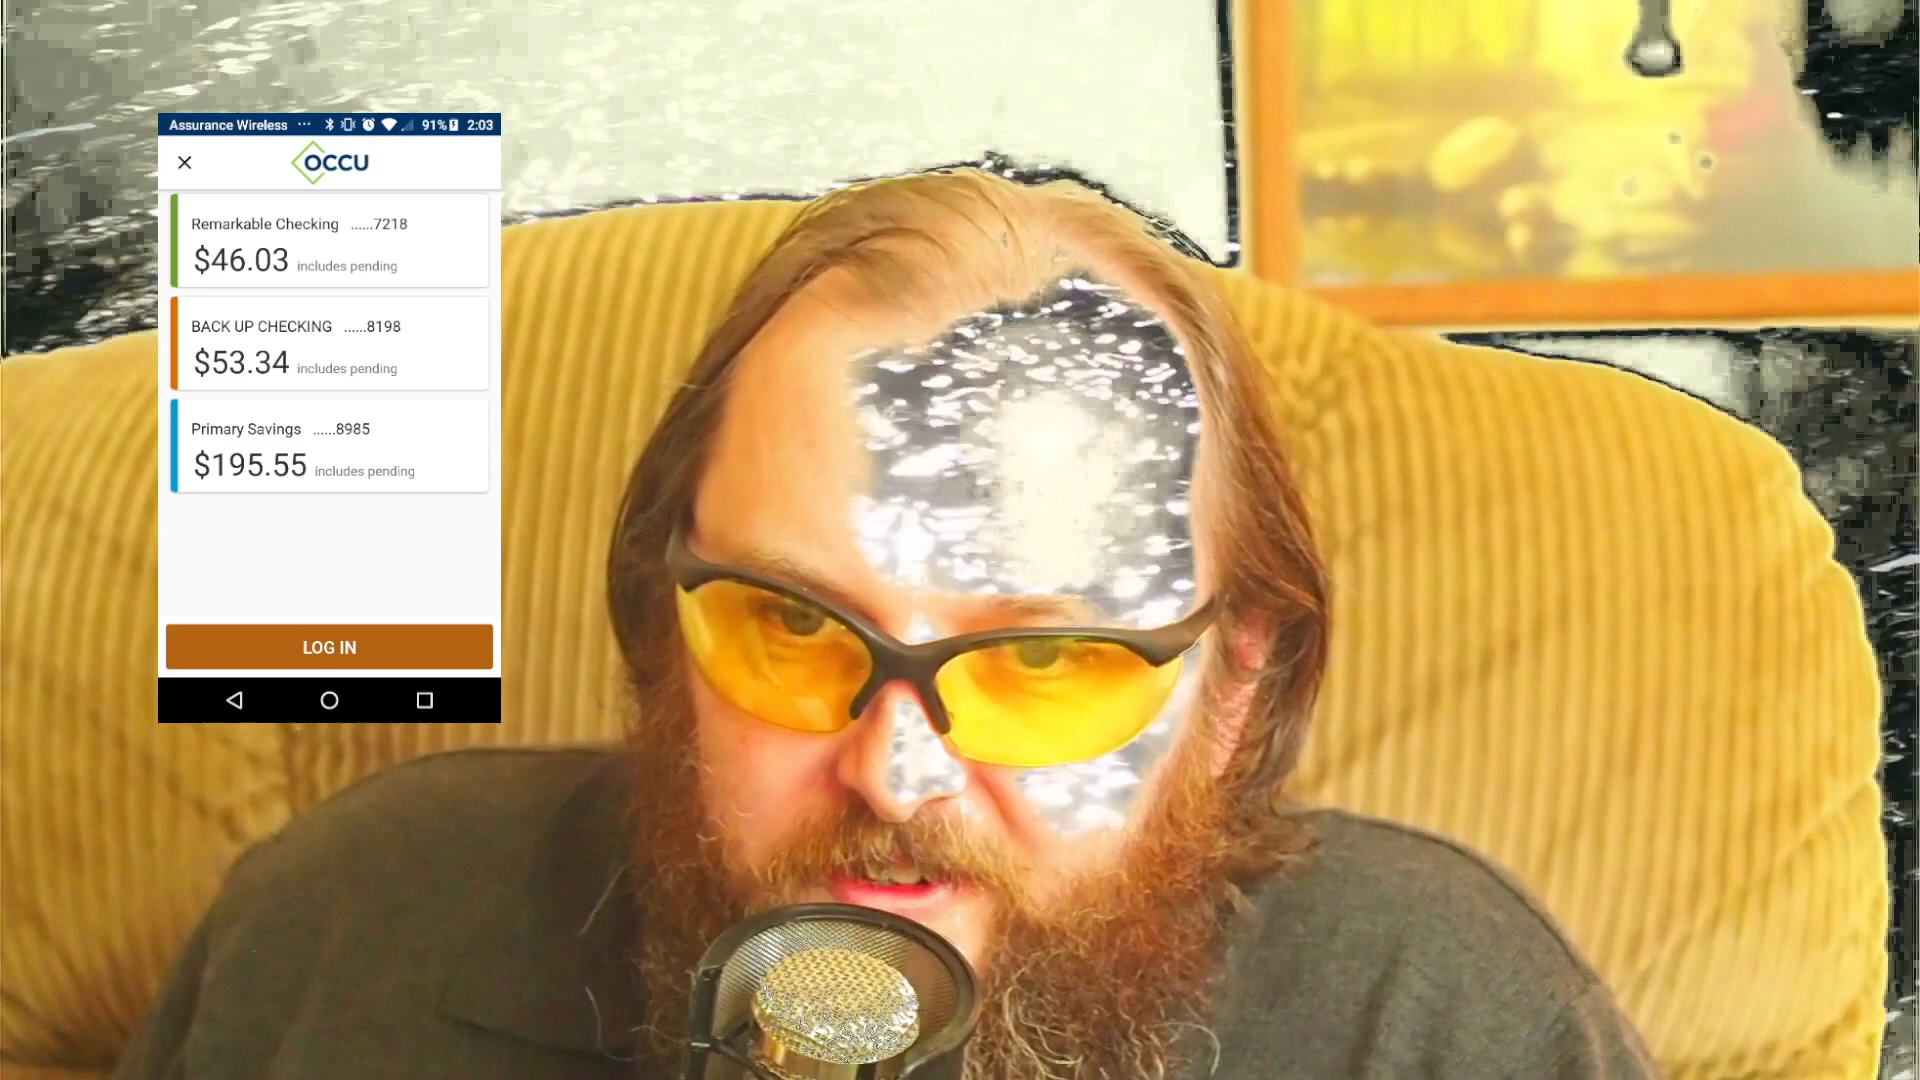 Assurance Wireless ... 91% 2:03
OCCU
Remarkable Checking ......7218
$46.03 includes pending
BACK UP CHECKING ......8198
$53.34 includes pending
Primary Savings ......8985
$195.55 includes pending
LOG IN